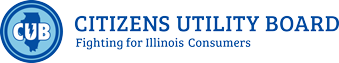 CUB
CITIZENS UTILITY BOARD
Fighting for Illinois Consumers